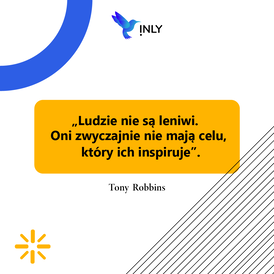 INLY
„Ludzie nie są leniwi.
Oni zwyczajnie nie mają celu,
który ich inspiruje”.
Tony Robbins